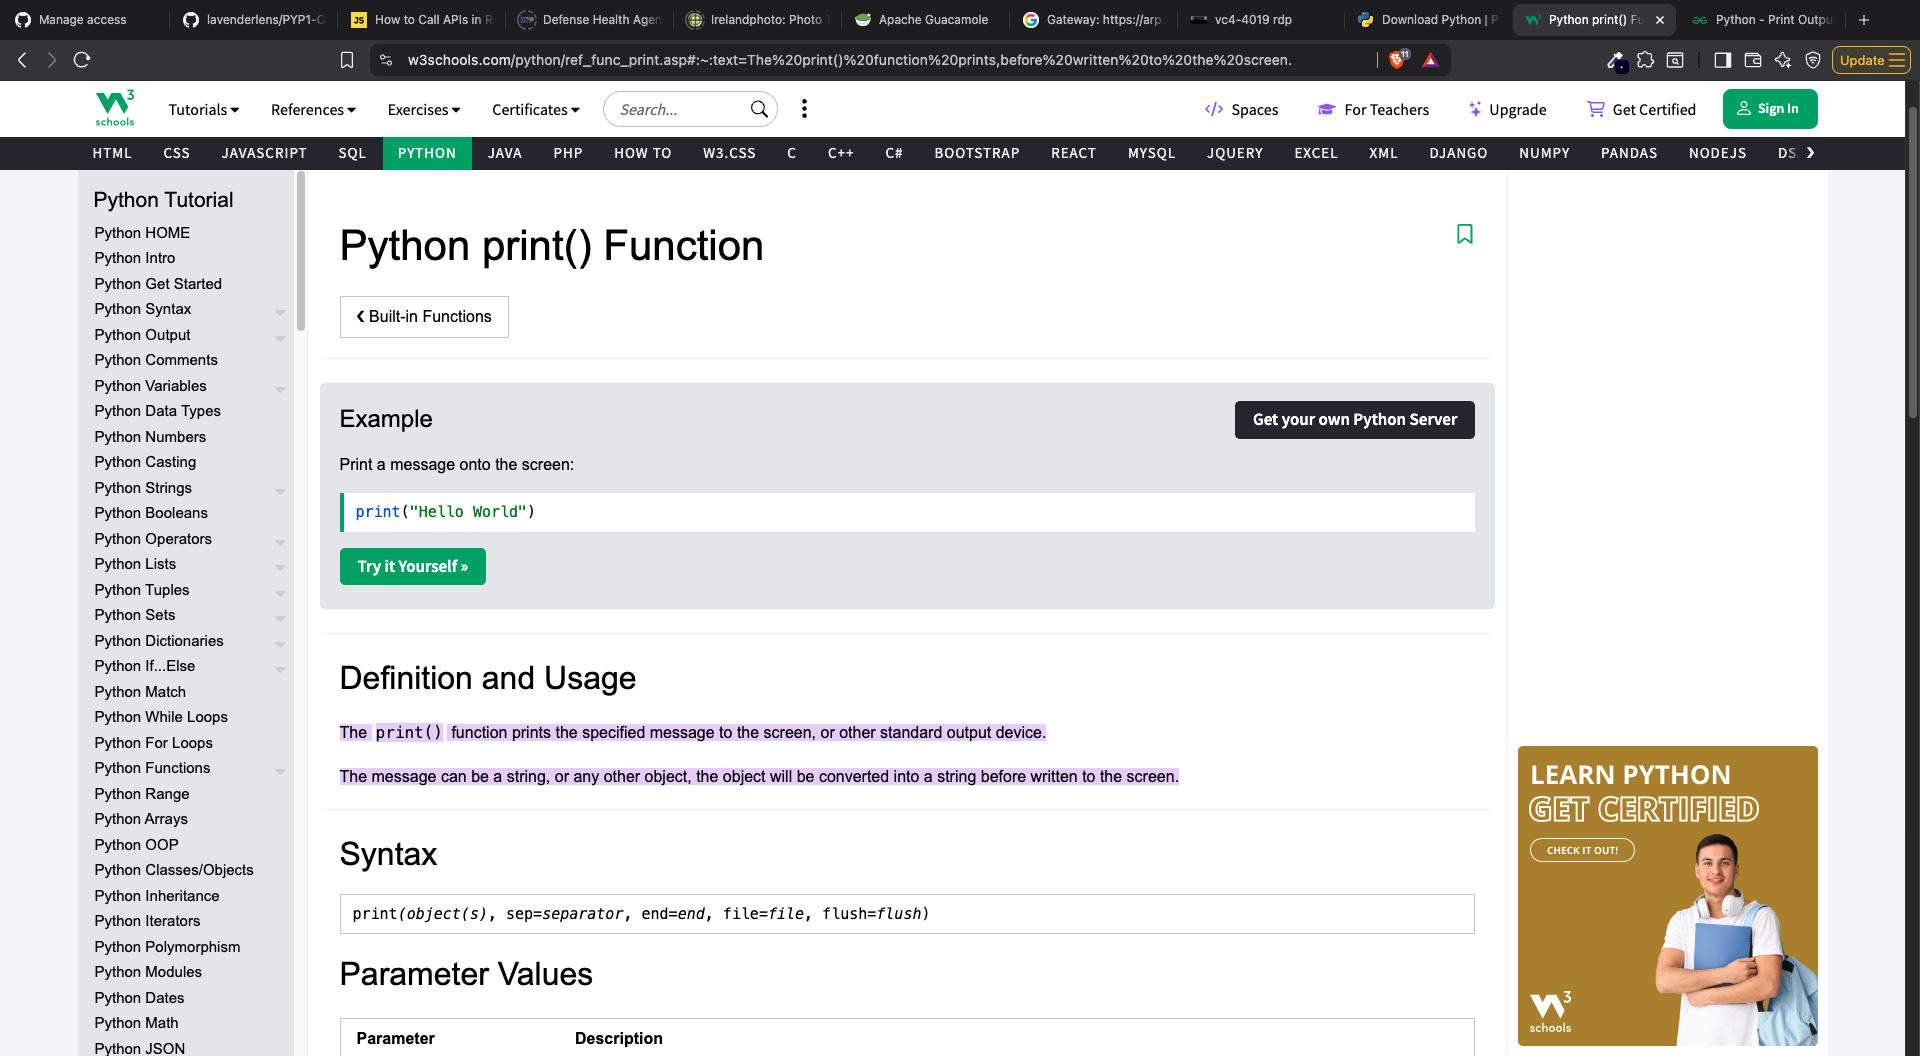 Manage access
lavenderlens/PYP1-O
JS How to Call APIs in R
Defense Health Agen
Irelandphoto: Photo T
Apache Guacamole
Gateway: https://arp.
vc4-4019 rdp
Download Python | P
Python print() Fu
Python - Print Outpu
w3schools.com/python/ref_func_print.asp#:~:text=The%20print()%20function%20prints,before%20written%20to%20the%20screen.
11
Update
W3 schools
Tutorials
References
Exercises
Certificates
Search...
</> Spaces
For Teachers
Upgrade
Get Certified
Sign In
HTML CSS JAVASCRIPT SQL PYTHON JAVA PHP HOW TO W3.CSS C C++ C# BOOTSTRAP REACT MYSQL JQUERY EXCEL XML DJANGO NUMPY PANDAS NODEJS DS
Python Tutorial
Python HOME
Python Intro
Python Get Started
Python Syntax
Python Output
Python Comments
Python Variables
Python Data Types
Python Numbers
Python Casting
Python Strings
Python Booleans
Python Operators
Python Lists
Python Tuples
Python Sets
Python Dictionaries
Python If...Else
Python Match
Python While Loops
Python For Loops
Python Functions
Python Range
Python Arrays
Python OOP
Python Classes/Objects
Python Inheritance
Python Iterators
Python Polymorphism
Python Modules
Python Dates
Python Math
Python JSON
Python print() Function
❮ Built-in Functions
Example
Get your own Python Server
Print a message onto the screen:
print("Hello World")
Try it Yourself »
Definition and Usage
The print() function prints the specified message to the screen, or other standard output device.
The message can be a string, or any other object, the object will be converted into a string before written to the screen.
Syntax
print(object(s), sep=separator, end=end, file=file, flush=flush)
Parameter Values
Parameter Description
LEARN PYTHON
GET CERTIFIED
CHECK IT OUT!
W3 schools